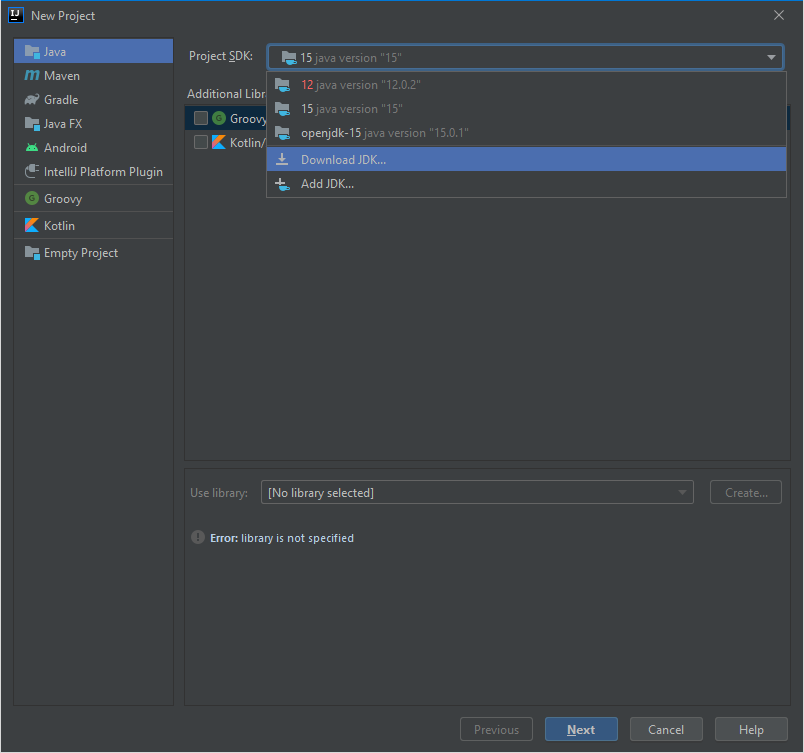 New Project
Java
Maven
Gradle
Java FX
Android
IntelliJ Platform Plugin
Groovy
Kotlin
Empty Project
Project SDK: 15 java version "15"
12 java version "12.0.2"
15 java version "15"
openjdk-15 java version "15.0.1"
Download JDK...
Add JDK...
Additional Libr
Groovy
Kotlin/
Use library: [No library selected] Create...
Error: library is not specified
Previous Next Cancel Help